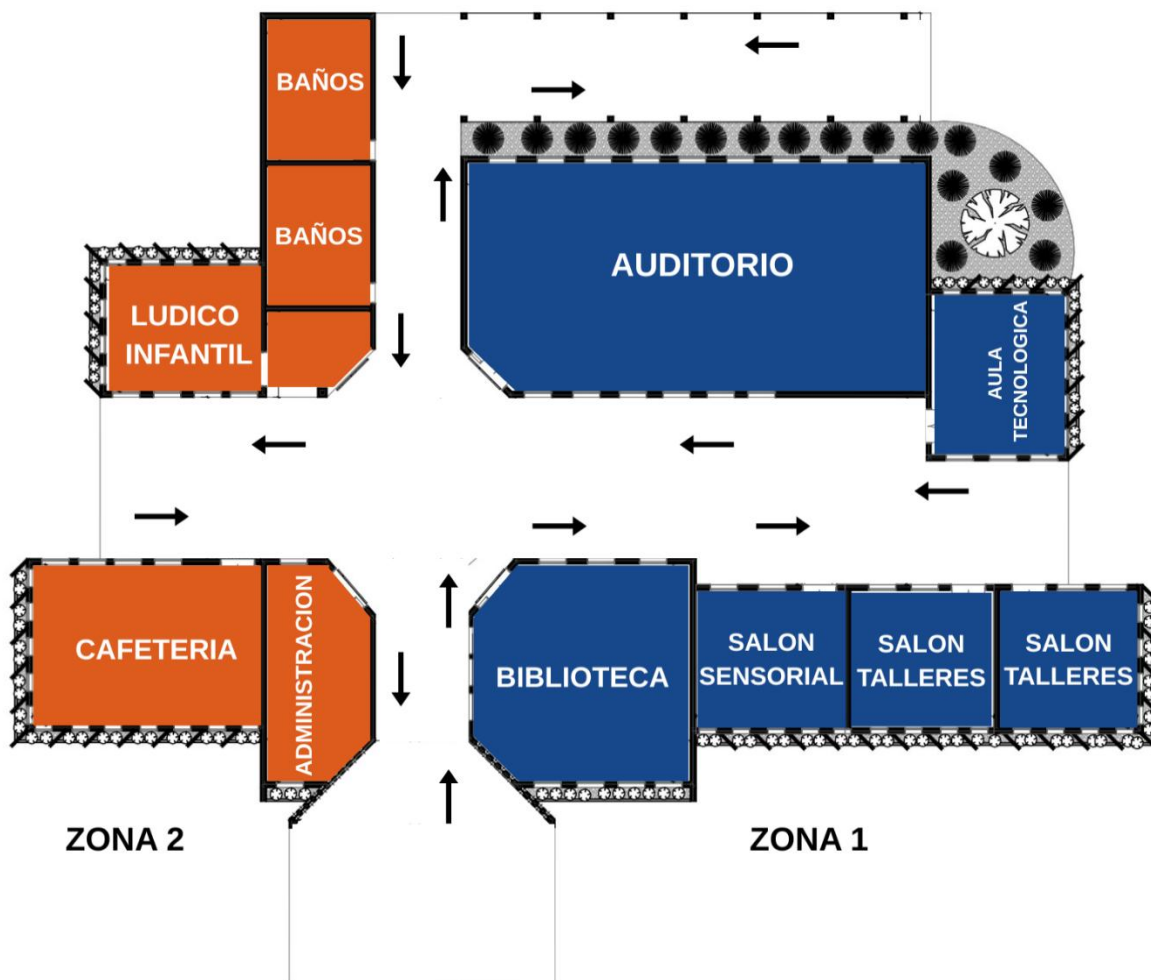 BAÑOS
BAÑOS
LUDICO
INFANTIL
AUDITORIO
AULA
TECNOLOGICA
CAFETERIA
ADMINISTRACION
BIBLIOTECA
SALON
SENSORIAL
SALON
TALLERES
SALON
TALLERES
ZONA 2
ZONA 1